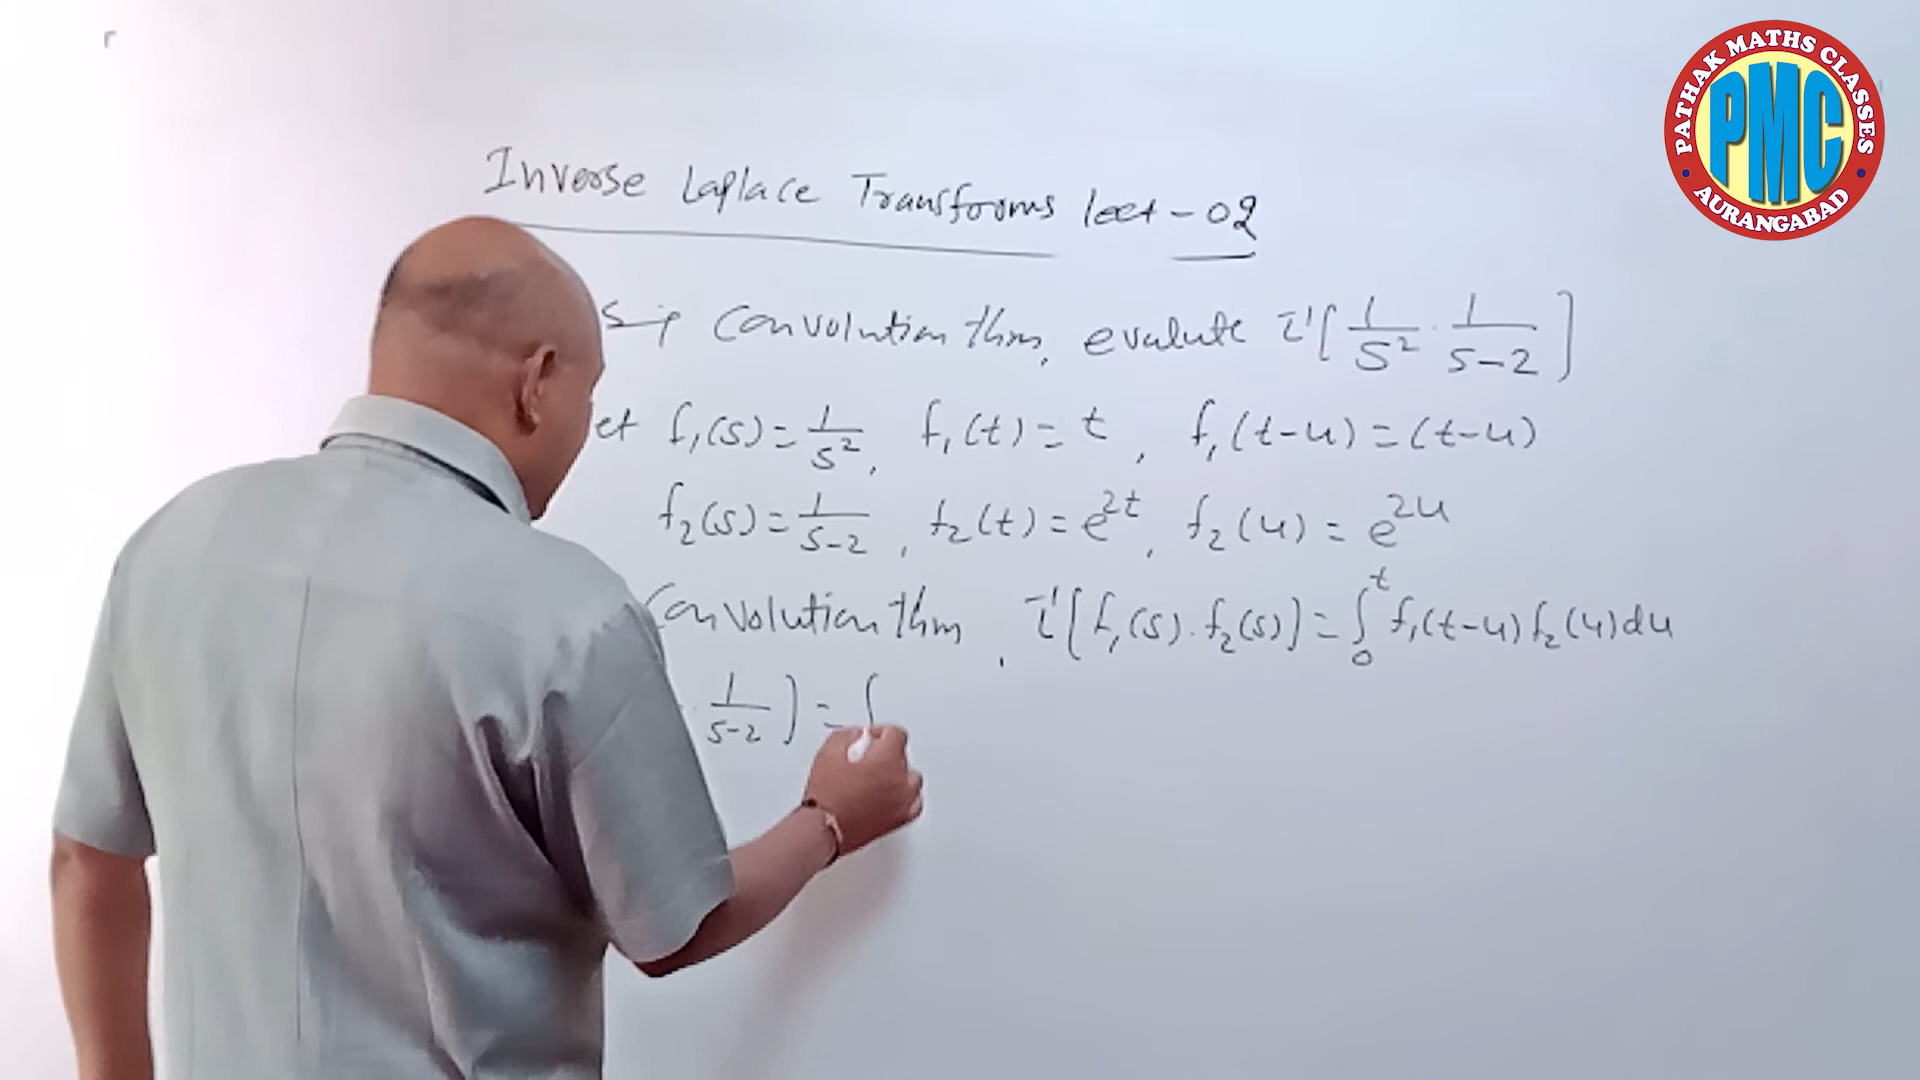 PATHAK MATHS CLASSES
PMC
AURANGABAD
Inverse Laplace Transforms lect-02
Convolution thm, evalute L⁻¹[1/S² · 1/S-2]
et f₁(s)=1/s², f₁(t)=t, f₁(t-u)=(t-u)
f₂(s)=1/s-2, f₂(t)=e^2t, f₂(u)=e^2u
Convolution thm, L⁻¹[f₁(s).f₂(s)]=∫₀ᵗ f₁(t-u)f₂(u)du
· 1/s-2]=∫